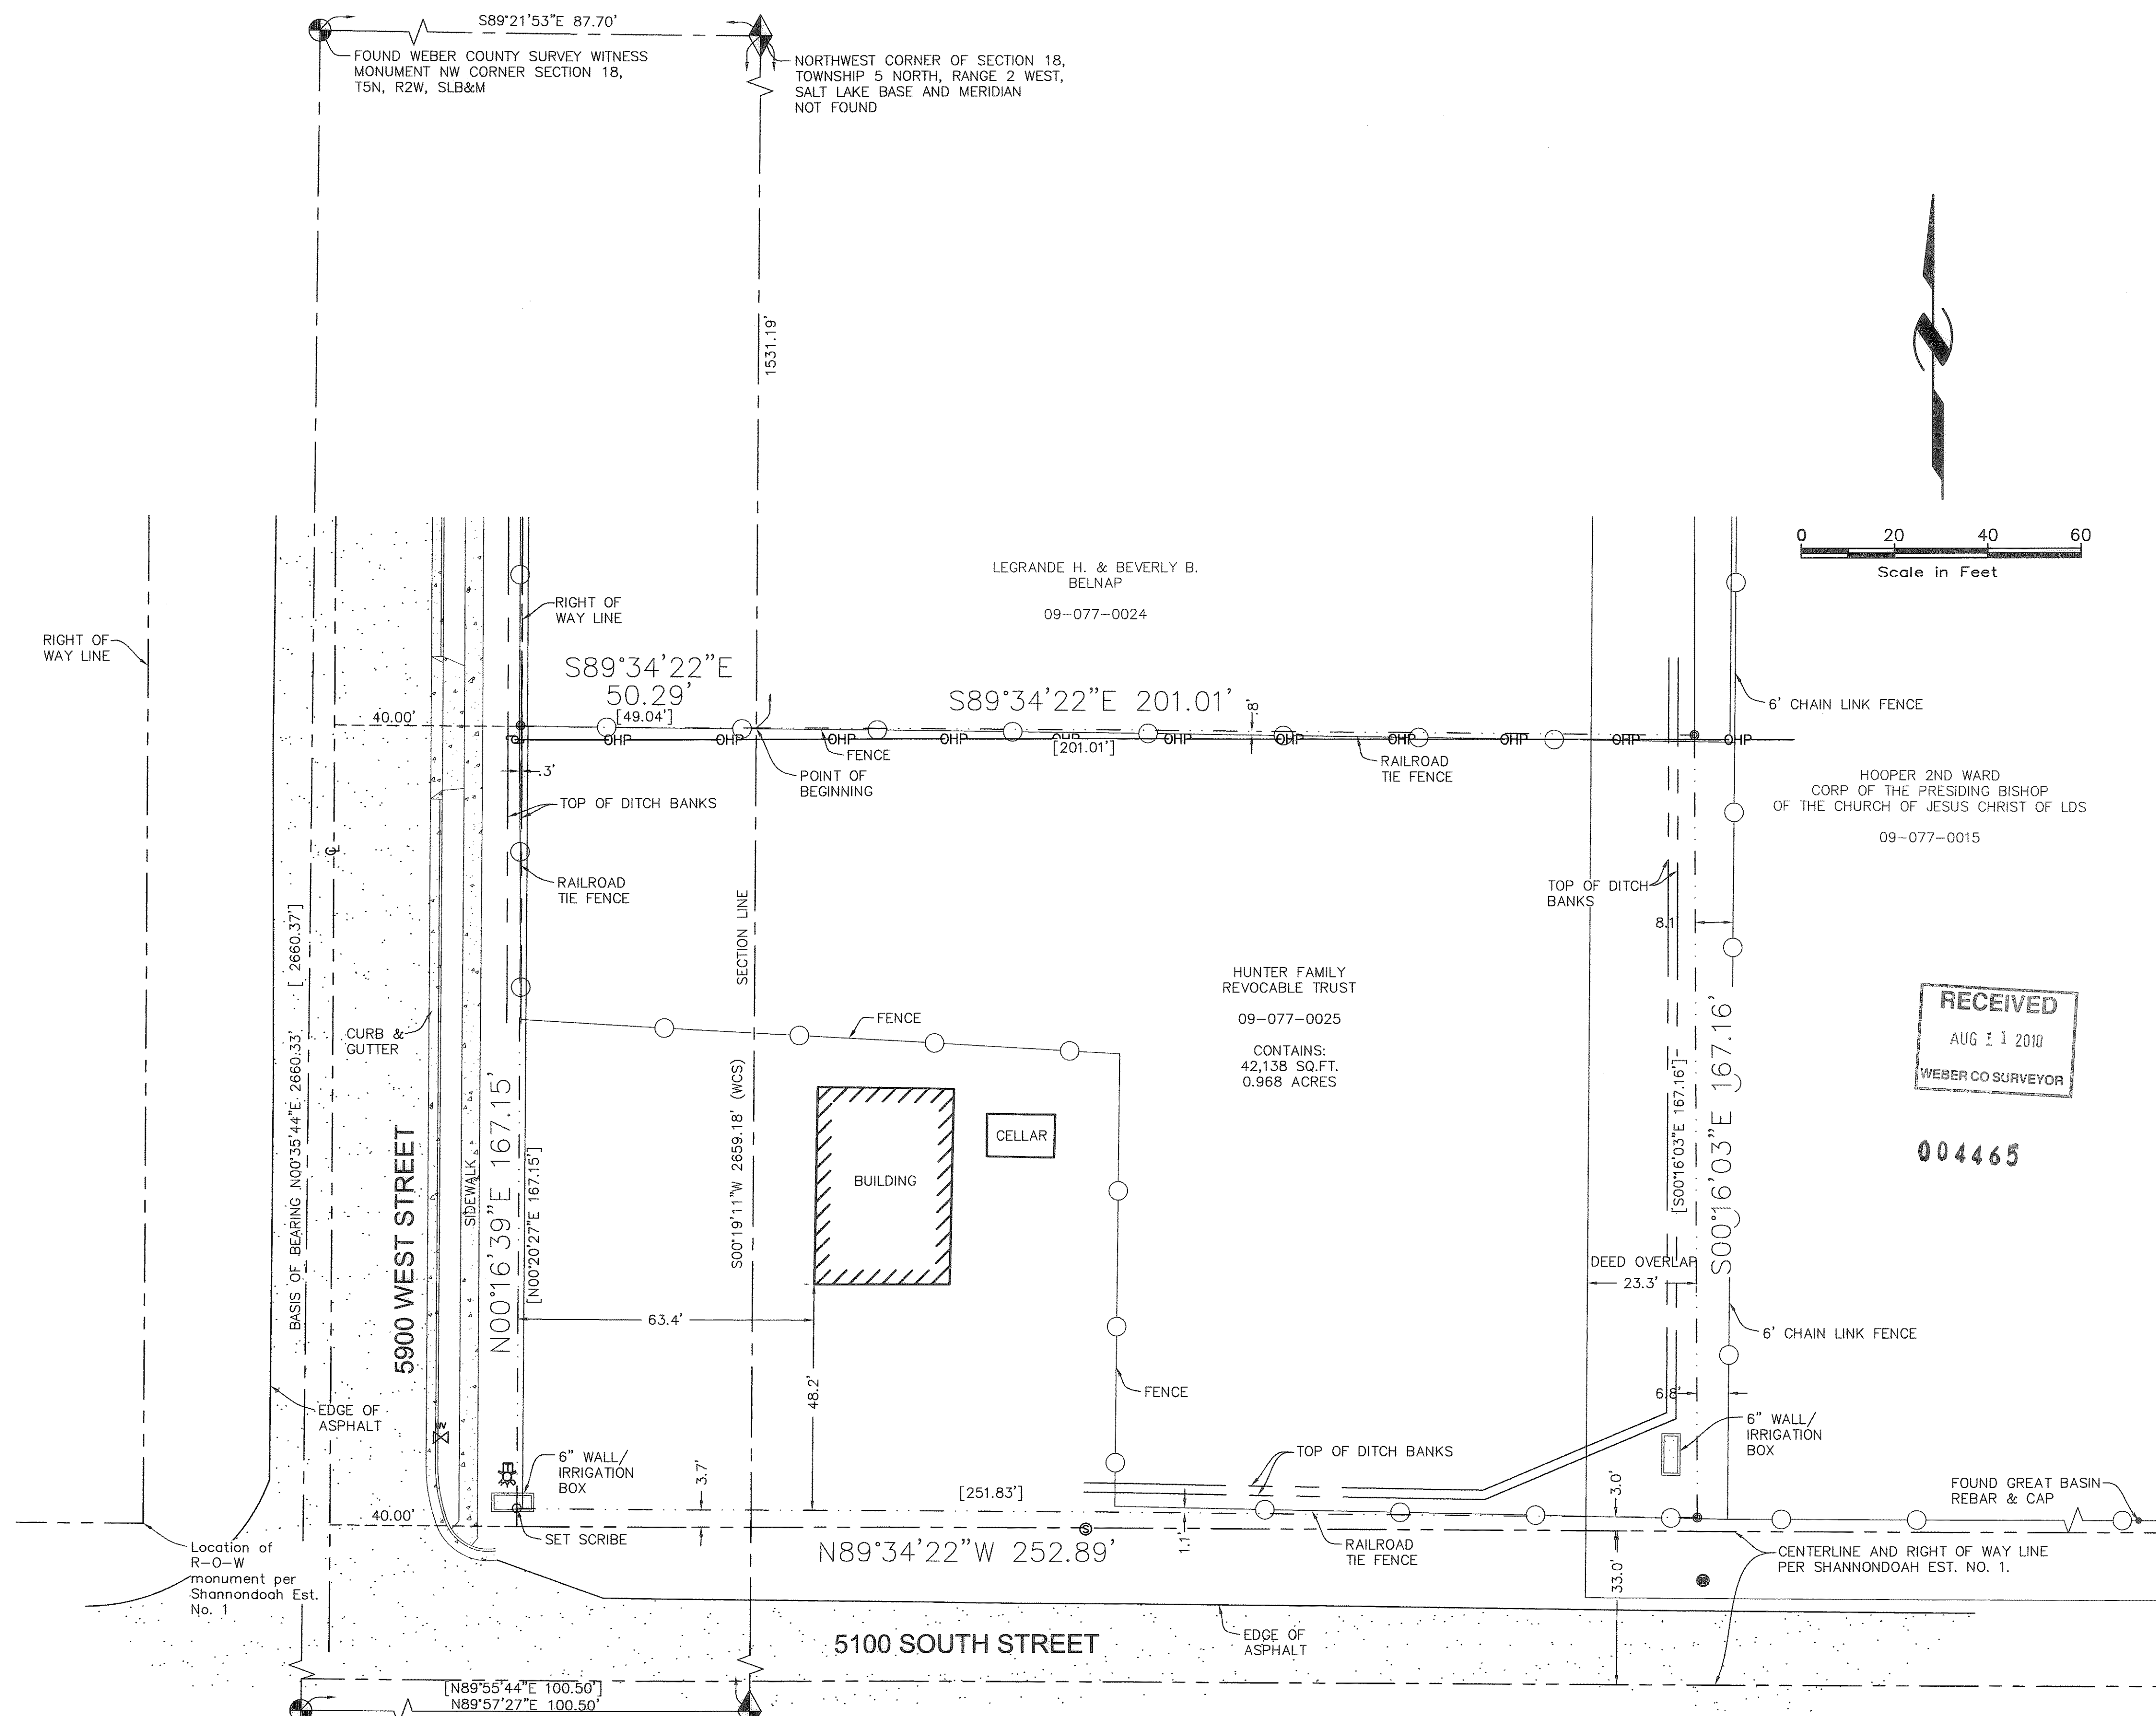 S89°21'53"E 87.70'
FOUND WEBER COUNTY SURVEY WITNESS
MONUMENT NW CORNER SECTION 18,
T5N, R2W, SLB&M
NORTHWEST CORNER OF SECTION 18,
TOWNSHIP 5 NORTH, RANGE 2 WEST,
SALT LAKE BASE AND MERIDIAN
NOT FOUND
1531.19'
0 20 40 60
Scale in Feet
LEGRANDE H. & BEVERLY B.
BELNAP
09-077-0024
RIGHT OF
WAY LINE
RIGHT OF
WAY LINE
S89°34'22"E
50.29'
[49.04']
S89°34'22"E 201.01'
.8'
40.00'
6' CHAIN LINK FENCE
OHP OHP OHP OHP OHP OHP OHP OHP OHP OHP OHP
[201.01']
FENCE
.3'
POINT OF
BEGINNING
RAILROAD
TIE FENCE
HOOPER 2ND WARD
CORP OF THE PRESIDING BISHOP
OF THE CHURCH OF JESUS CHRIST OF LDS
09-077-0015
TOP OF DITCH BANKS
RAILROAD
TIE FENCE
TOP OF DITCH
BANKS
8.1'
SECTION LINE
BASIS OF BEARING N00°35'44"E 2660.33' [ 2660.37']
HUNTER FAMILY
REVOCABLE TRUST
09-077-0025
CONTAINS:
42,138 SQ.FT.
0.968 ACRES
RECEIVED
AUG 11 2010
WEBER CO SURVEYOR
004465
CURB &
GUTTER
FENCE
5900 WEST STREET
SIDEWALK
N00°16'39"E 167.15'
[N00°20'27"E 167.15']
S00°19'11"W 2659.18' (WCS)
BUILDING
CELLAR
[S00°16'03"E 167.16']
S00°16'03"E 167.16'
DEED OVERLAP
23.3'
63.4'
48.2'
6' CHAIN LINK FENCE
FENCE
6.8'
EDGE OF
ASPHALT
W
6" WALL/
IRRIGATION
BOX
6" WALL/
IRRIGATION
BOX
TOP OF DITCH BANKS
3.7'
[251.83']
3.0'
FOUND GREAT BASIN
REBAR & CAP
40.00'
SET SCRIBE
S
1.1'
N89°34'22"W 252.89'
RAILROAD
TIE FENCE
CENTERLINE AND RIGHT OF WAY LINE
PER SHANNONDOAH EST. NO. 1.
33.0'
Location of
R-O-W
monument per
Shannondoah Est.
No. 1
5100 SOUTH STREET
EDGE OF
ASPHALT
[N89°55'44"E 100.50']
N89°57'27"E 100.50'